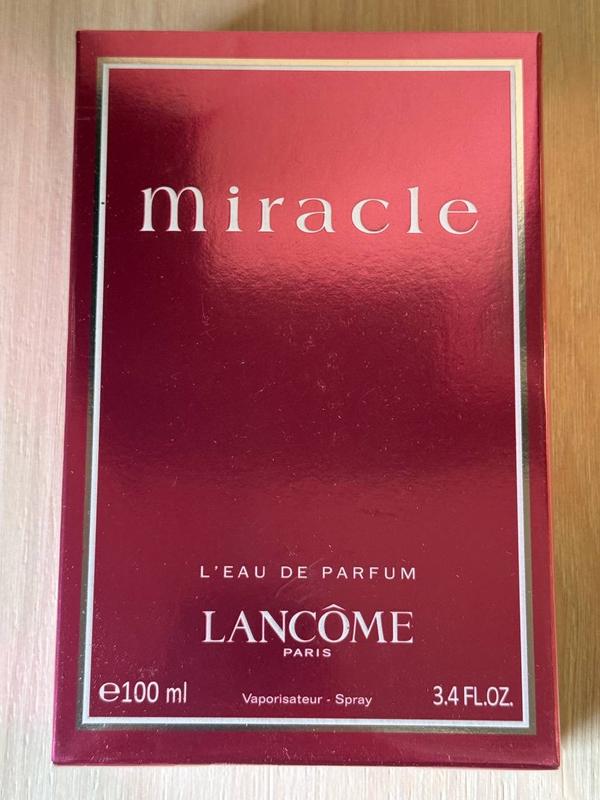 miracle
L'EAU DE PARFUM
LANCÔME
PARIS
℮100 ml Vaporisateur - Spray 3.4 FL.OZ.